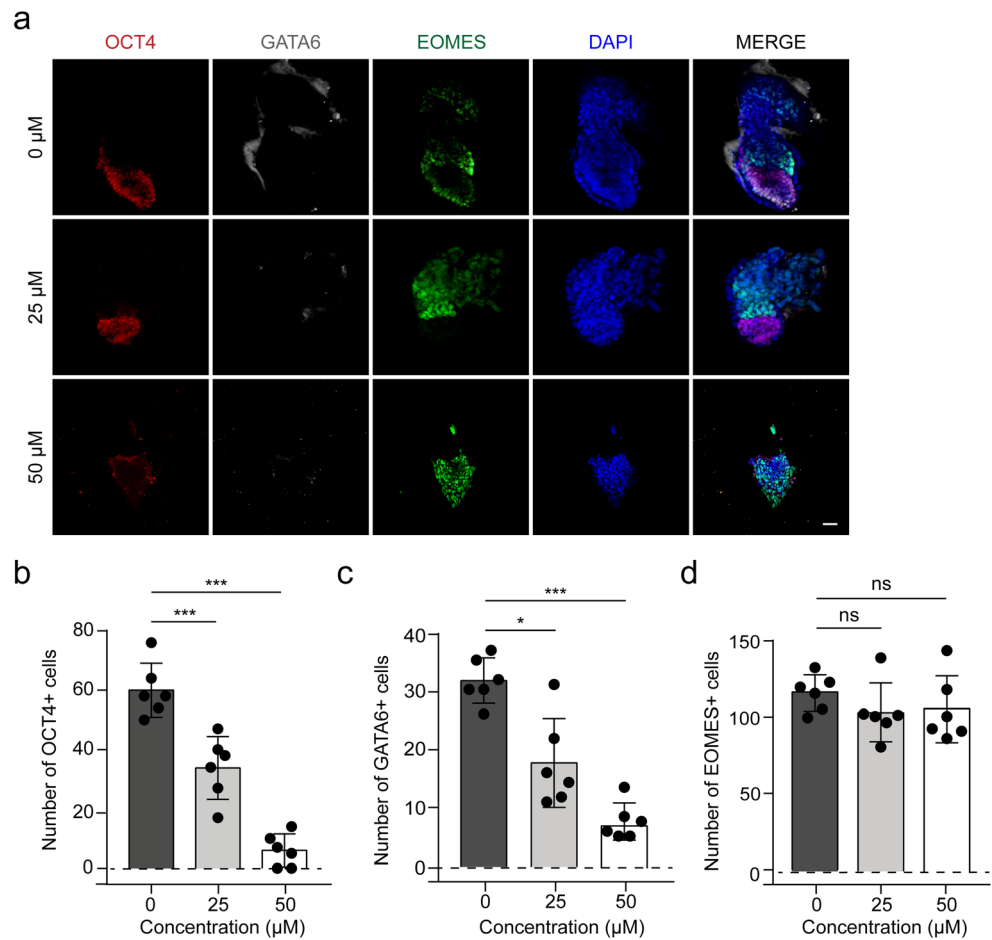 a
OCT4 GATA6 EOMES DAPI MERGE
0 µM
25 µM
50 µM
b
***
***
Number of OCT4+ cells
80
60
40
20
0
0 25 50
Concentration (µM)
c
***
*
Number of GATA6+ cells
40
30
20
10
0
0 25 50
Concentration (µM)
d
ns
ns
Number of EOMES+ cells
150
100
50
0
0 25 50
Concentration (µM)